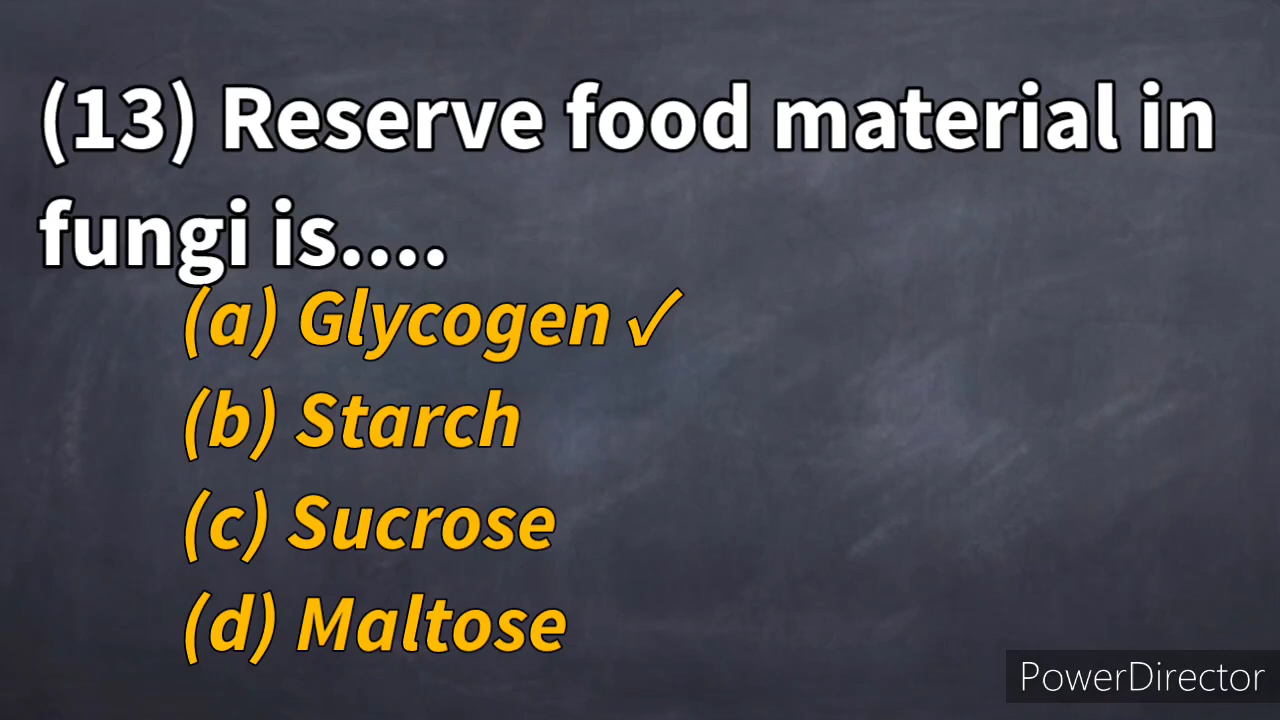 (13) Reserve food material in
fungi is....
(a) Glycogen ✓
(b) Starch
(c) Sucrose
(d) Maltose
PowerDirector